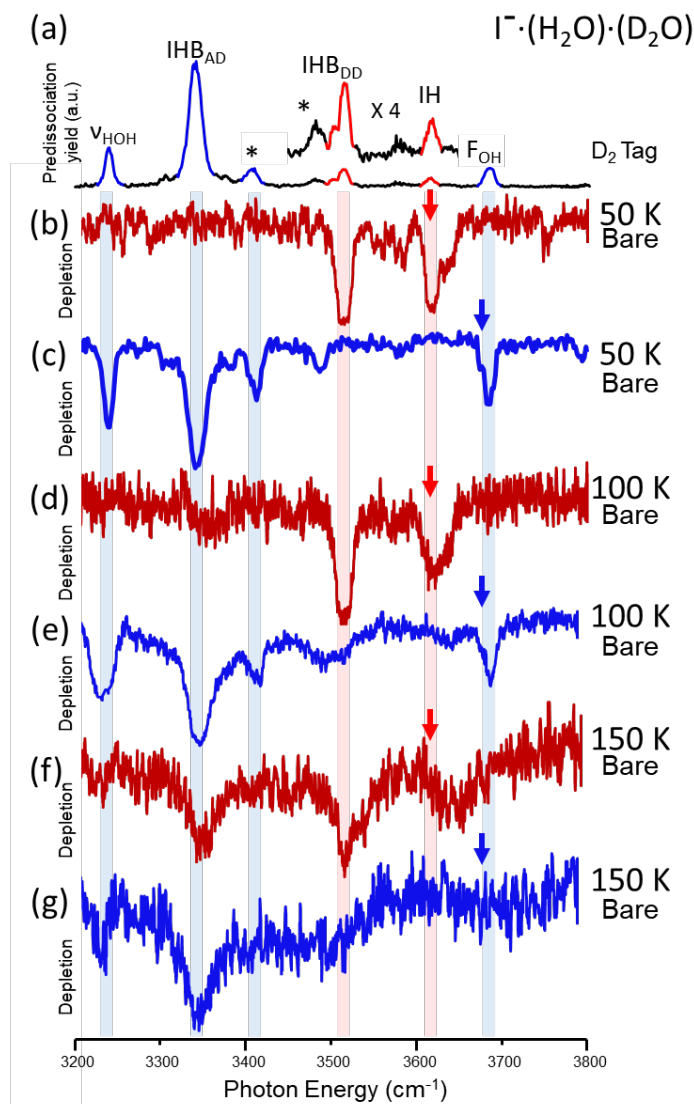 (a)
I⁻·(H₂O)·(D₂O)
IHB_AD
IHB_DD
ν_HOH
*
*
X 4
IH
F_OH
D₂ Tag
Predissociation
yield (a.u.)
(b)
50 K
Bare
Depletion
(c)
50 K
Bare
Depletion
(d)
100 K
Bare
Depletion
(e)
100 K
Bare
Depletion
(f)
150 K
Bare
Depletion
(g)
150 K
Bare
Depletion
3200 3300 3400 3500 3600 3700 3800
Photon Energy (cm⁻¹)